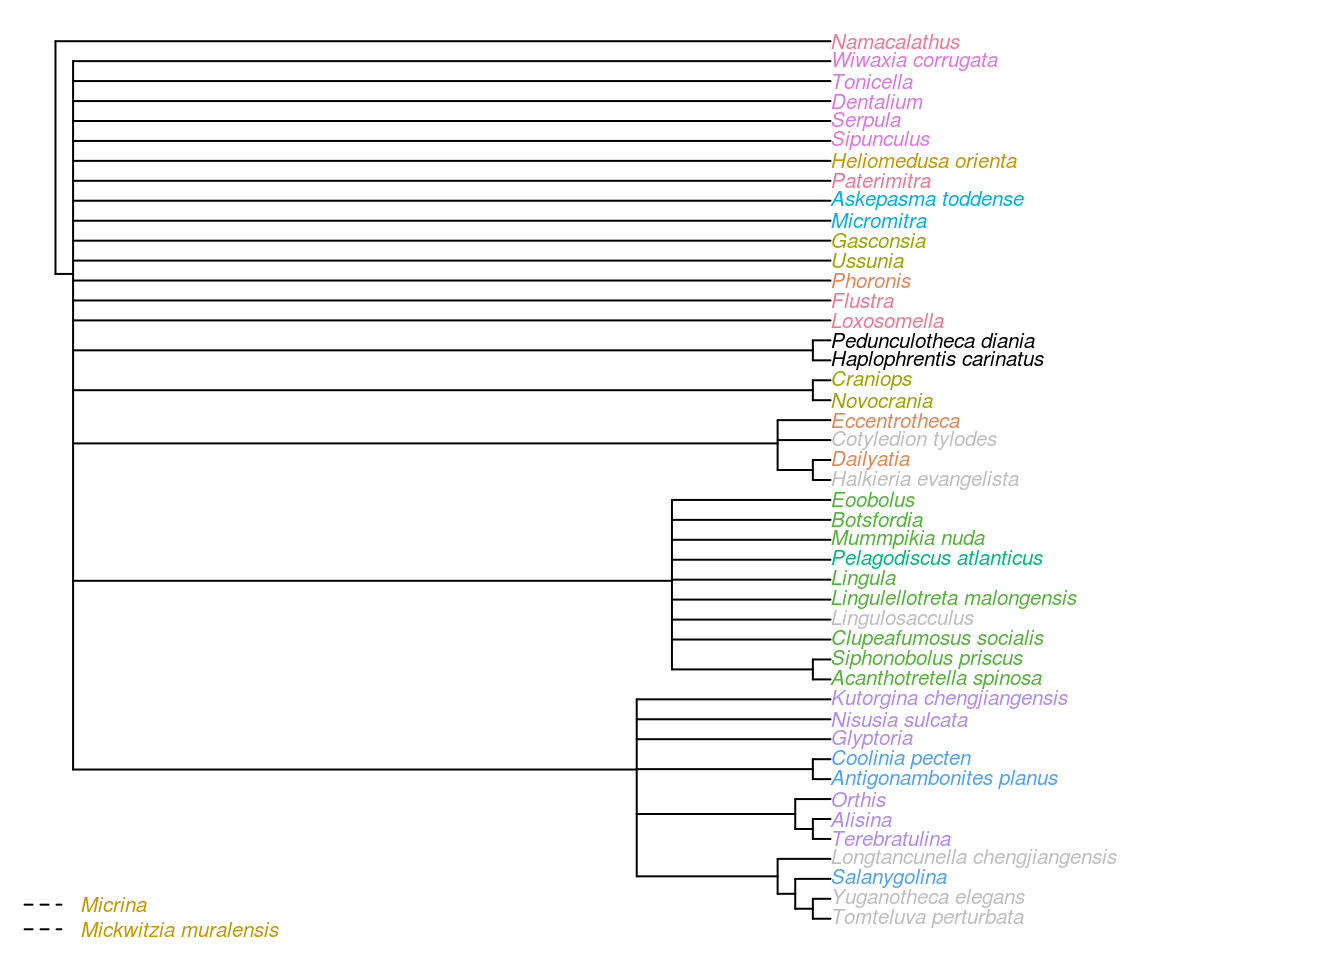 Namacalathus
Wiwaxia corrugata
Tonicella
Dentalium
Serpula
Sipunculus
Heliomedusa orienta
Paterimitra
Askepasma toddense
Micromitra
Gasconsia
Ussunia
Phoronis
Flustra
Loxosomella
Pedunculotheca diania
Haplophrentis carinatus
Craniops
Novocrania
Eccentrotheca
Cotyledion tylodes
Dailyatia
Halkieria evangelista
Eoobolus
Botsfordia
Mummpikia nuda
Pelagodiscus atlanticus
Lingula
Lingulellotreta malongensis
Lingulosacculus
Clupeafumosus socialis
Siphonobolus priscus
Acanthotretella spinosa
Kutorgina chengjiangensis
Nisusia sulcata
Glyptoria
Coolinia pecten
Antigonambonites planus
Orthis
Alisina
Terebratulina
Longtancunella chengjiangensis
Salanygolina
Yuganotheca elegans
Tomteluva perturbata
Micrina
Mickwitzia muralensis